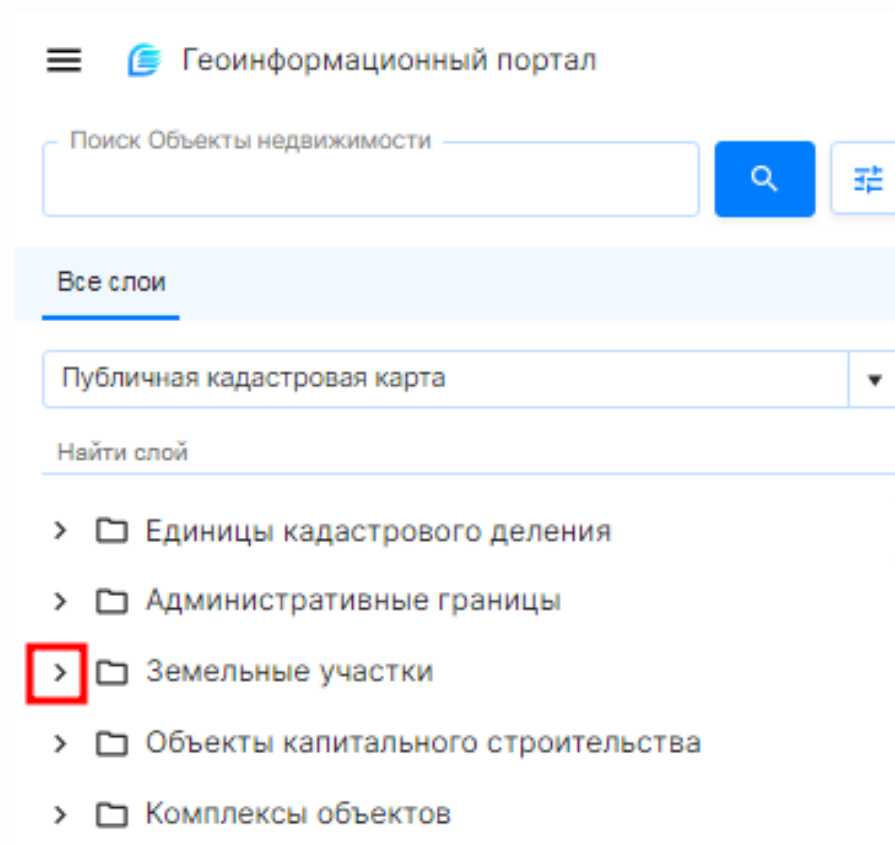 Геоинформационный портал
Поиск Объекты недвижимости
Все слои
Публичная кадастровая карта
Найти слой
Единицы кадастрового деления
Административные границы
Земельные участки
Объекты капитального строительства
Комплексы объектов